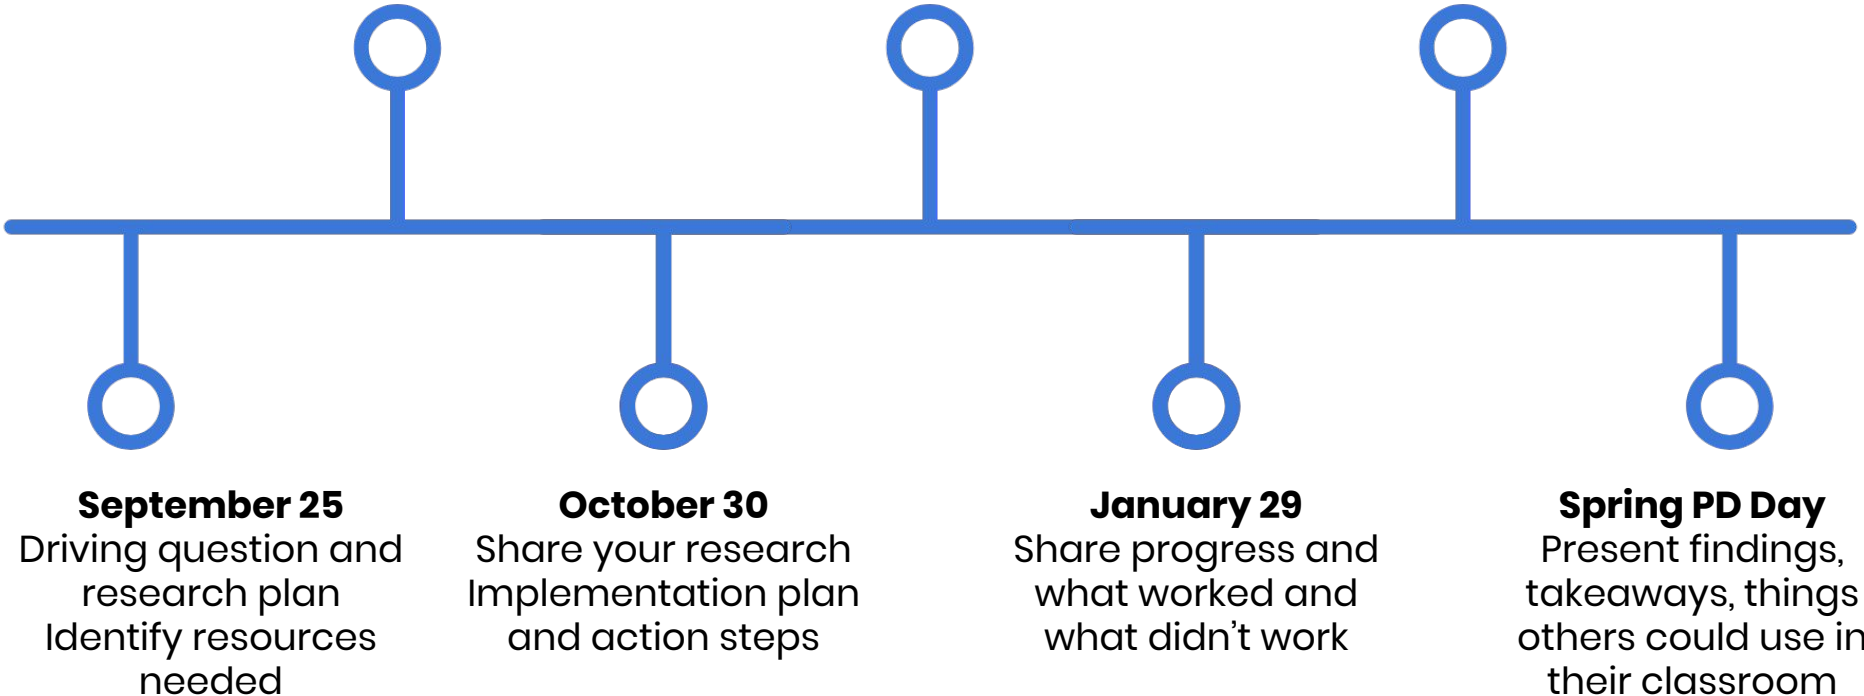 September 25
Driving question and
research plan
Identify resources
needed
October 30
Share your research
Implementation plan
and action steps
January 29
Share progress and
what worked and
what didn’t work
Spring PD Day
Present findings,
takeaways, things
others could use in
their classroom